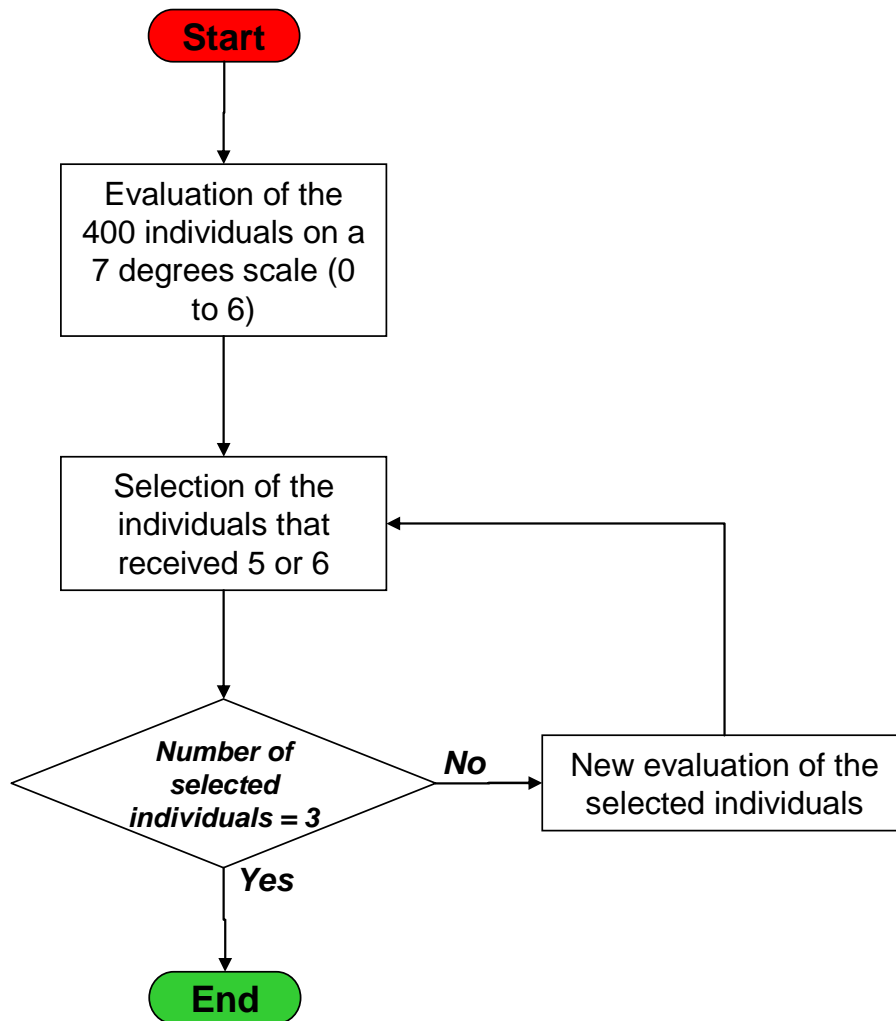 Start
Evaluation of the
400 individuals on a
7 degrees scale (0
to 6)
Selection of the
individuals that
received 5 or 6
Number of
selected
individuals = 3
No
New evaluation of the
selected individuals
Yes
End